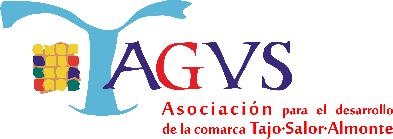 TAGVS
Asociación para el desarrollo
de la comarca Tajo·Salor·Almonte